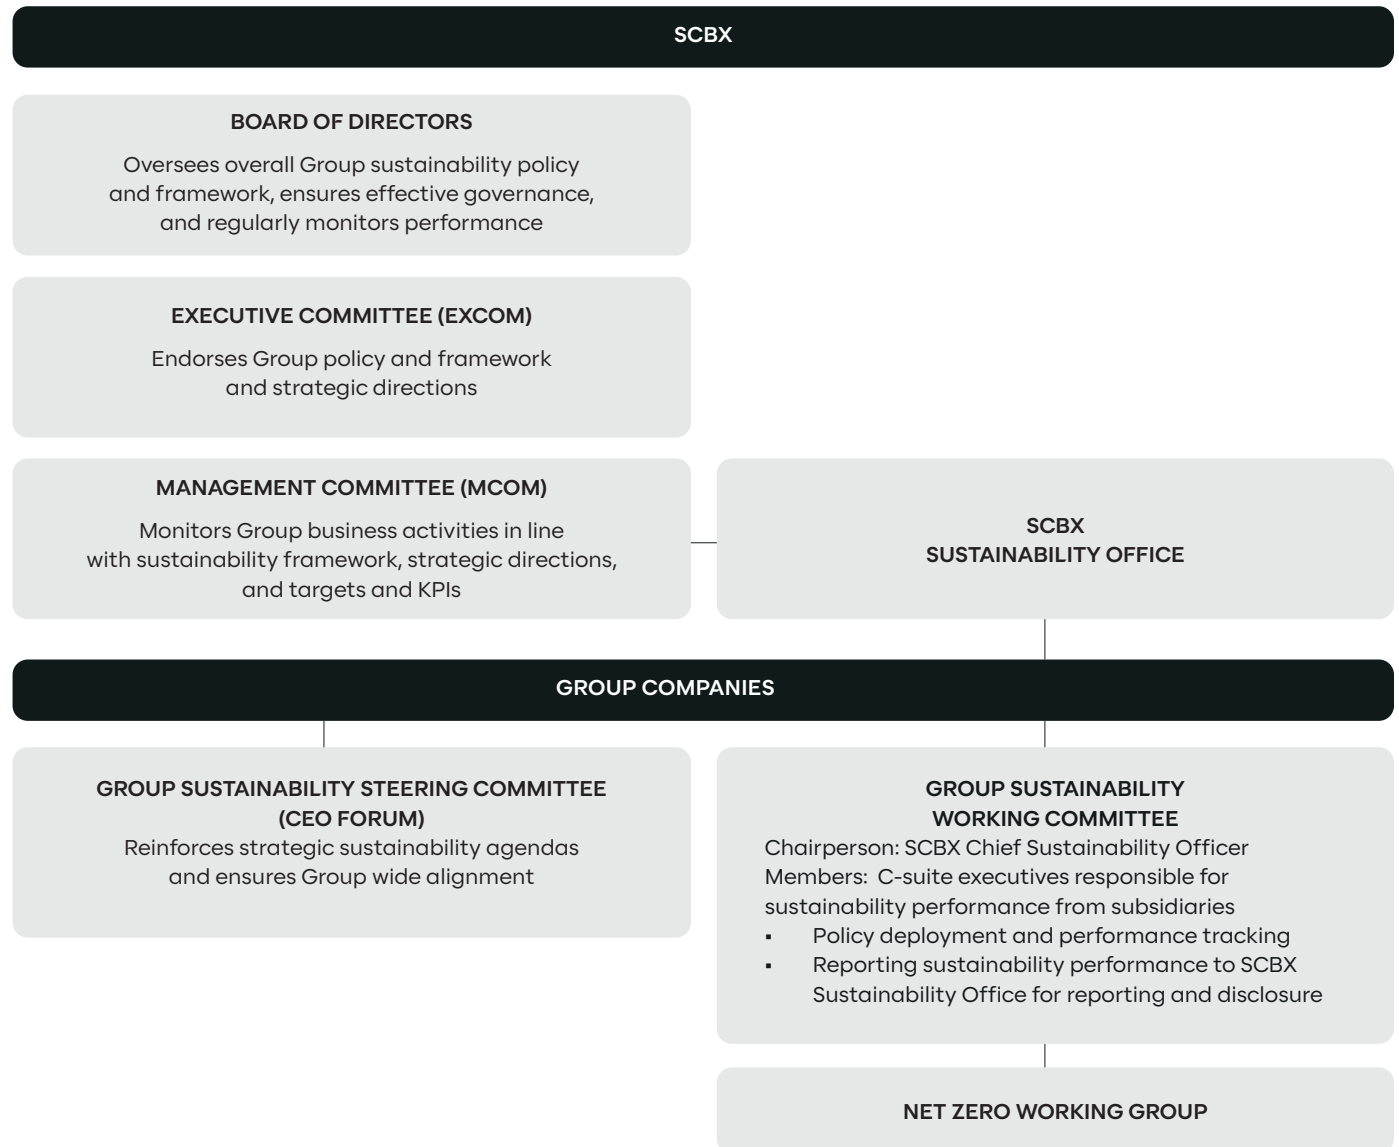 SCBX
BOARD OF DIRECTORS
Oversees overall Group sustainability policy
and framework, ensures effective governance,
and regularly monitors performance
EXECUTIVE COMMITTEE (EXCOM)
Endorses Group policy and framework
and strategic directions
MANAGEMENT COMMITTEE (MCOM)
Monitors Group business activities in line
with sustainability framework, strategic directions,
and targets and KPIs
SCBX
SUSTAINABILITY OFFICE
GROUP COMPANIES
GROUP SUSTAINABILITY STEERING COMMITTEE
(CEO FORUM)
Reinforces strategic sustainability agendas
and ensures Group wide alignment
GROUP SUSTAINABILITY
WORKING COMMITTEE
Chairperson: SCBX Chief Sustainability Officer
Members: C-suite executives responsible for
sustainability performance from subsidiaries
▪ Policy deployment and performance tracking
▪ Reporting sustainability performance to SCBX
Sustainability Office for reporting and disclosure
NET ZERO WORKING GROUP